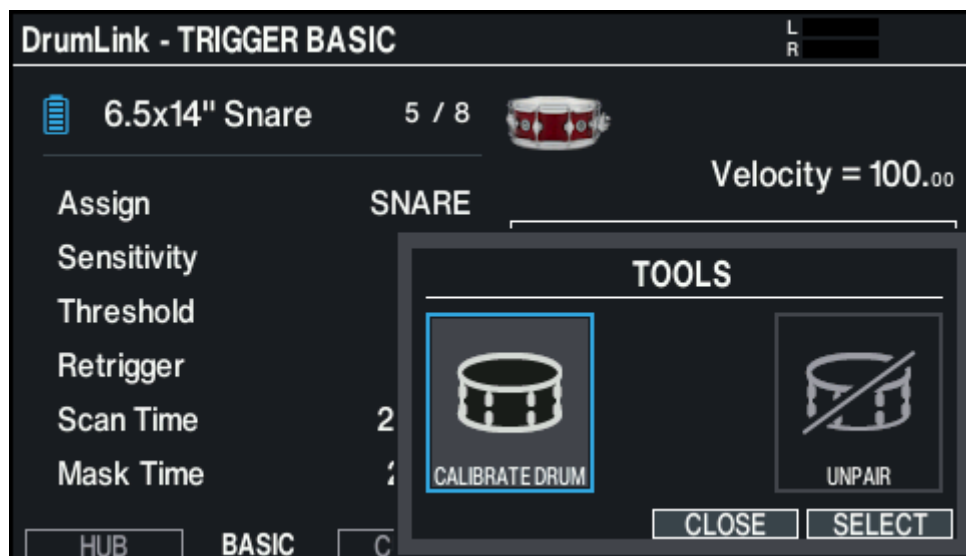 DrumLink - TRIGGER BASIC
L
R
6.5x14" Snare 5 / 8
Velocity = 100.00
Assign SNARE
Sensitivity
Threshold
Retrigger
Scan Time 2
Mask Time
TOOLS
CALIBRATE DRUM UNPAIR
CLOSE SELECT
HUB BASIC C